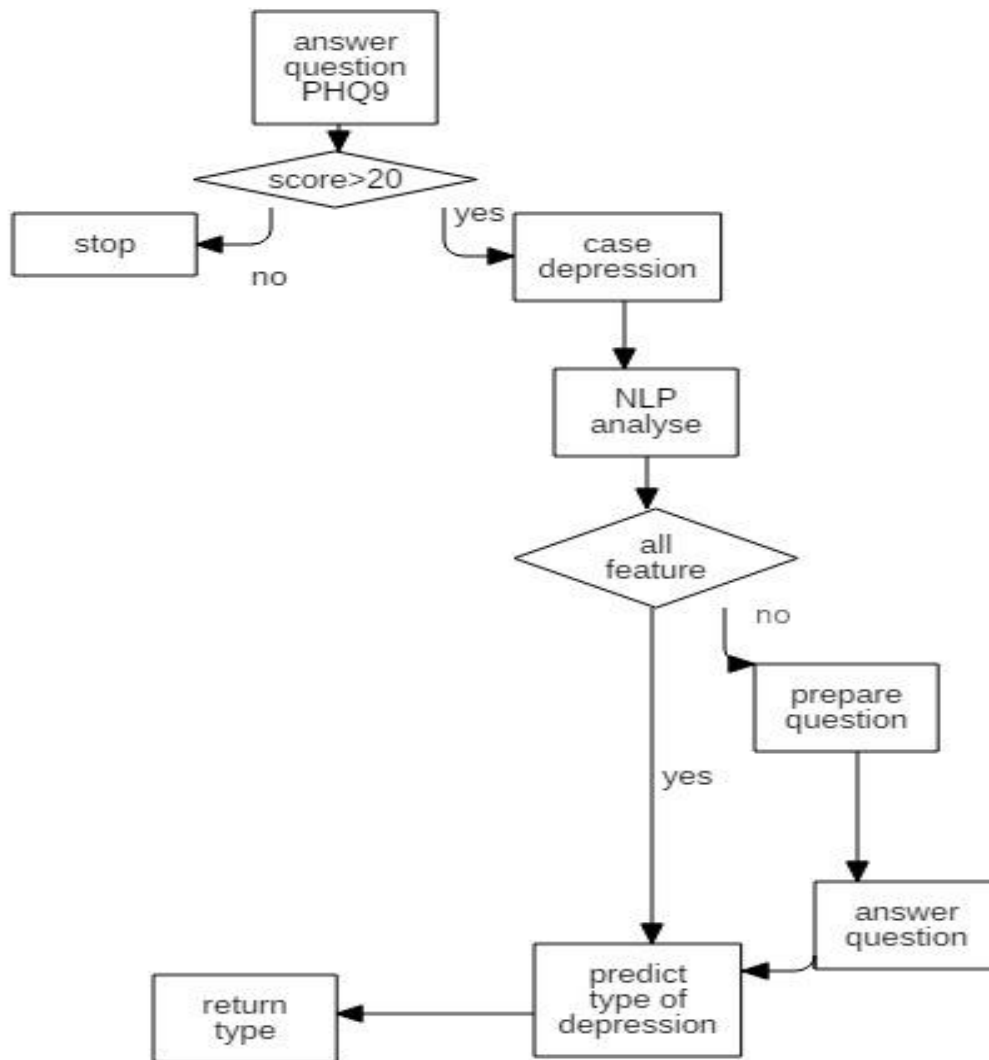 answer
question
PHQ9
score>20
yes
stop
no
case
depression
NLP
analyse
all
feature
no
prepare
question
yes
answer
question
predict
type of
depression
return
type